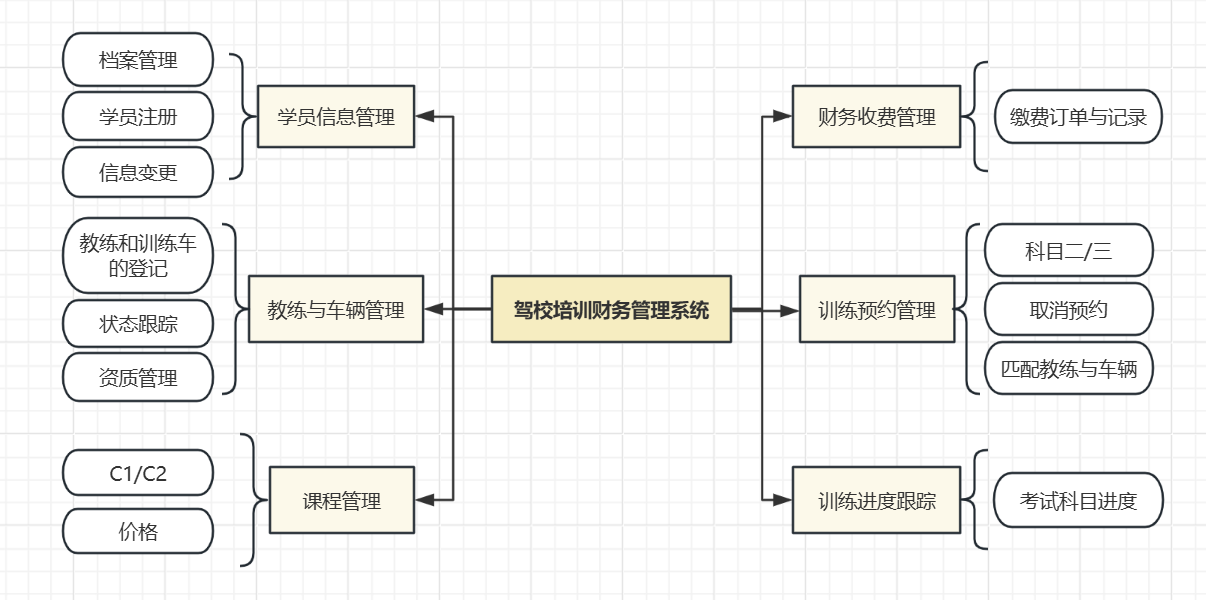 档案管理
学员注册
信息变更
学员信息管理
教练和训练车
的登记
状态跟踪
资质管理
教练与车辆管理
C1/C2
价格
课程管理
驾校培训财务管理系统
财务收费管理
缴费订单与记录
训练预约管理
科目二/三
取消预约
匹配教练与车辆
训练进度跟踪
考试科目进度